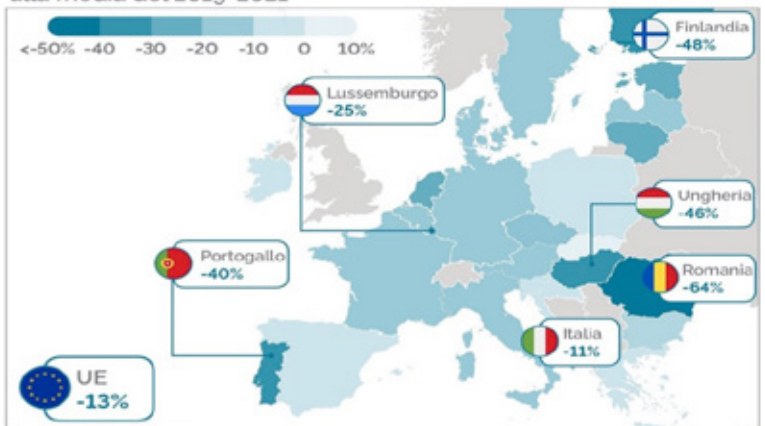 <-50% -40 -30 -20 -10 0 10%
Finlandia
-48%
Lussemburgo
-25%
Ungheria
-46%
Portogallo
-40%
Romania
-64%
Italia
-11%
UE
-13%